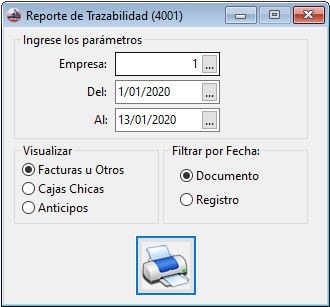 Reporte de Trazabilidad (4001)
Ingrese los parámetros
Empresa: 1 ...
Del: 1/01/2020 ...
Al: 13/01/2020 ...
Visualizar
Facturas u Otros
Cajas Chicas
Anticipos
Filtrar por Fecha:
Documento
Registro